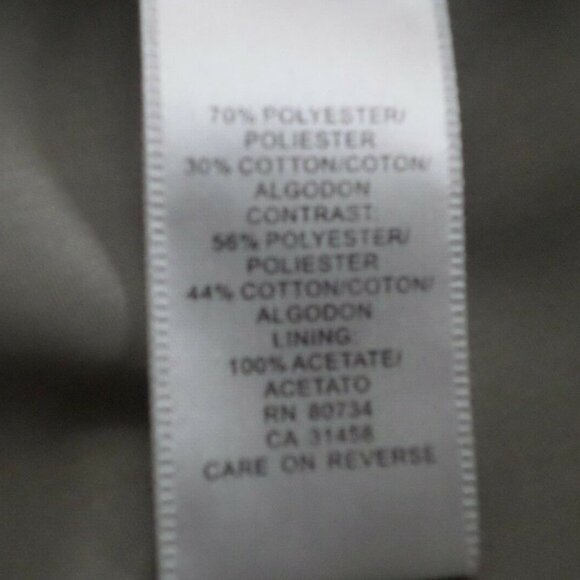 70% POLYESTER/
POLIESTER
30% COTTON/COTON/
ALGODON
CONTRAST:
56% POLYESTER/
POLIESTER
44% COTTON/COTON/
ALGODON
LINING:
100% ACETATE/
ACETATO
RN 80734
CA 31458
CARE ON REVERSE